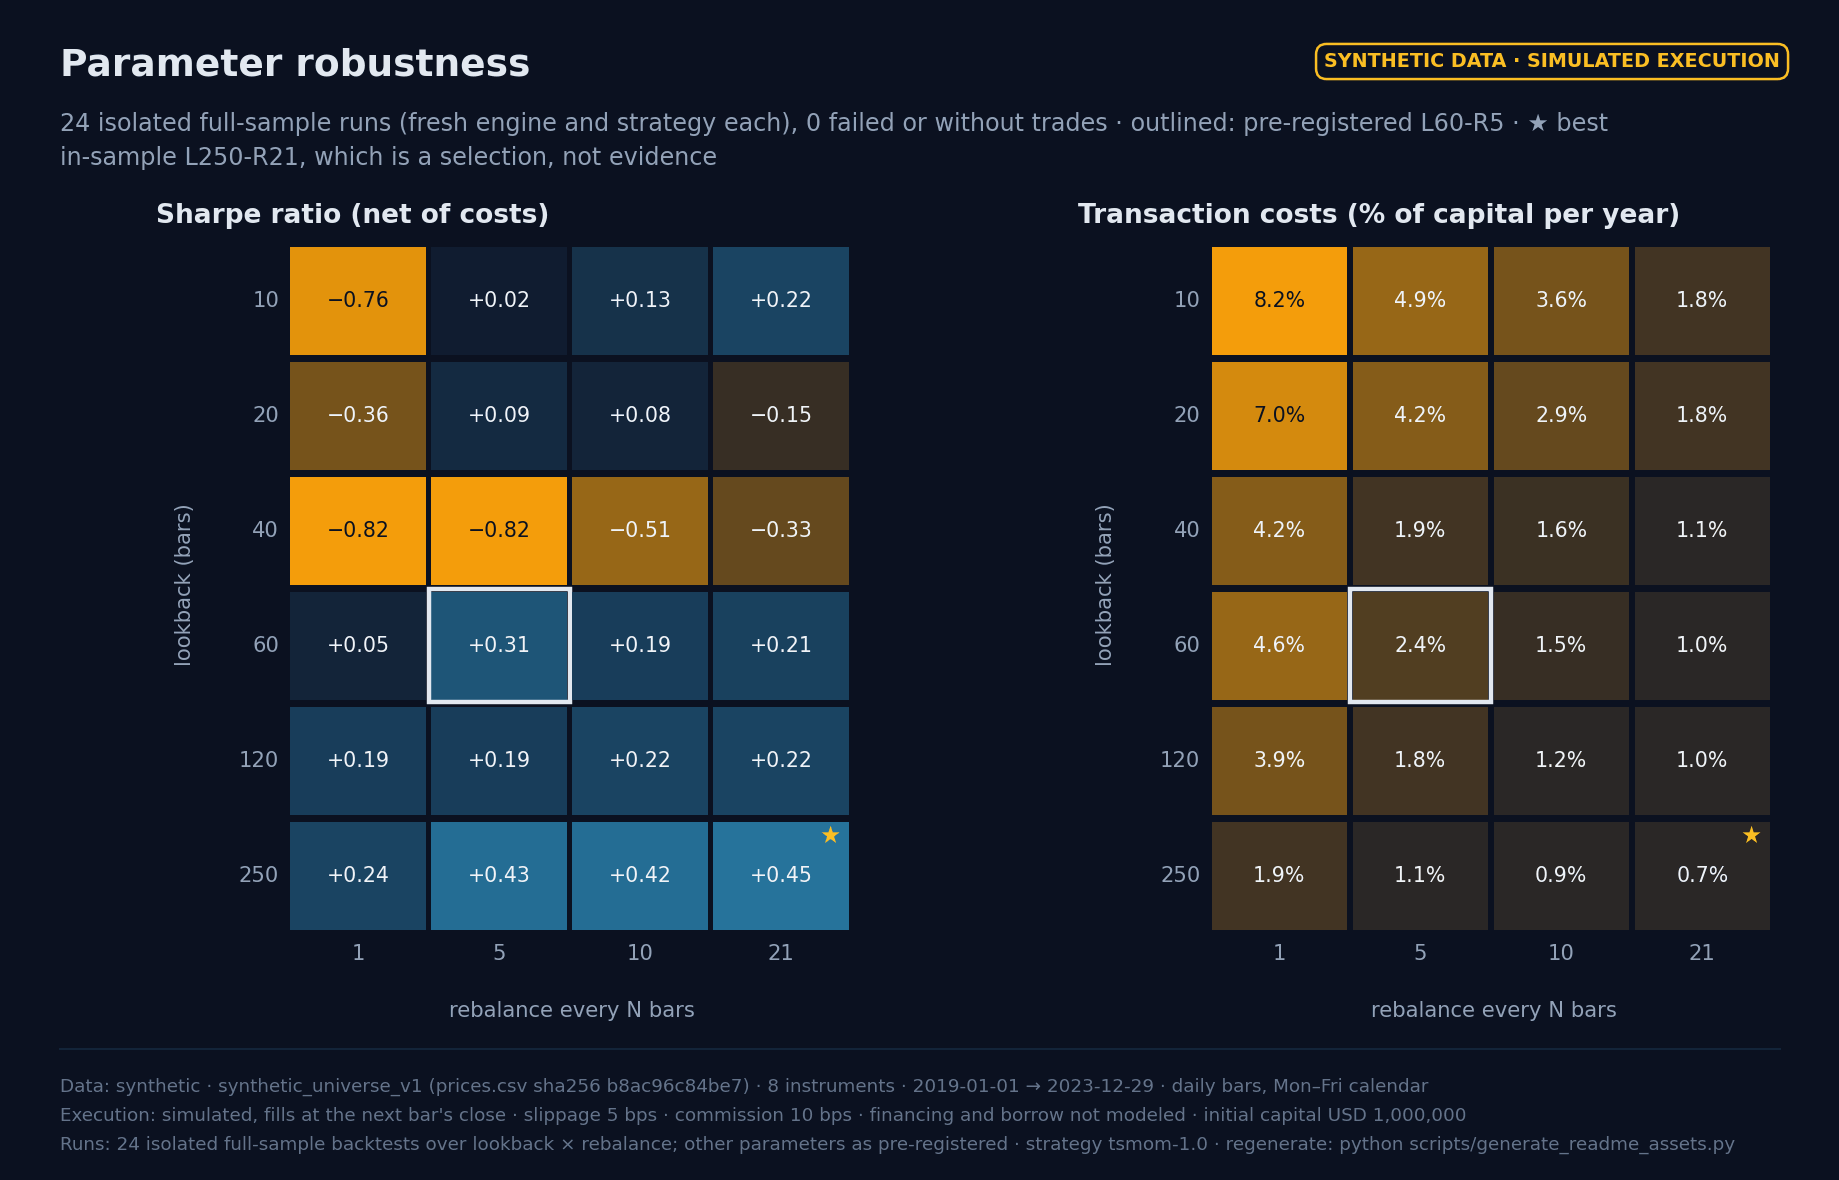 Parameter robustness
SYNTHETIC DATA · SIMULATED EXECUTION
24 isolated full-sample runs (fresh engine and strategy each), 0 failed or without trades · outlined: pre-registered L60-R5 · ★ best
in-sample L250-R21, which is a selection, not evidence
Sharpe ratio (net of costs)
lookback (bars)
10 −0.76 +0.02 +0.13 +0.22
20 −0.36 +0.09 +0.08 −0.15
40 −0.82 −0.82 −0.51 −0.33
60 +0.05 +0.31 +0.19 +0.21
120 +0.19 +0.19 +0.22 +0.22
★
250 +0.24 +0.43 +0.42 +0.45
1 5 10 21
rebalance every N bars
Transaction costs (% of capital per year)
lookback (bars)
10 8.2% 4.9% 3.6% 1.8%
20 7.0% 4.2% 2.9% 1.8%
40 4.2% 1.9% 1.6% 1.1%
60 4.6% 2.4% 1.5% 1.0%
120 3.9% 1.8% 1.2% 1.0%
★
250 1.9% 1.1% 0.9% 0.7%
1 5 10 21
rebalance every N bars
Data: synthetic · synthetic_universe_v1 (prices.csv sha256 b8ac96c84be7) · 8 instruments · 2019-01-01 → 2023-12-29 · daily bars, Mon–Fri calendar
Execution: simulated, fills at the next bar's close · slippage 5 bps · commission 10 bps · financing and borrow not modeled · initial capital USD 1,000,000
Runs: 24 isolated full-sample backtests over lookback × rebalance; other parameters as pre-registered · strategy tsmom-1.0 · regenerate: python scripts/generate_readme_assets.py